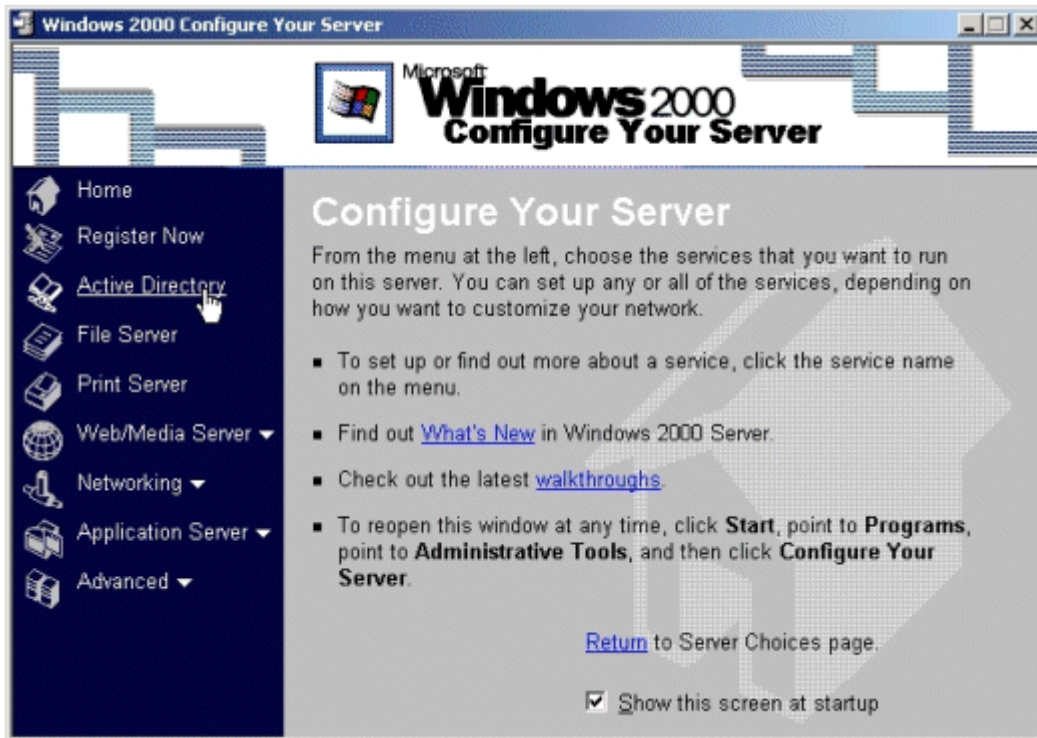 Windows 2000 Configure Your Server
Microsoft
Windows 2000
Configure Your Server
Home
Register Now
Active Directory
File Server
Print Server
Web/Media Server
Networking
Application Server
Advanced
Configure Your Server
From the menu at the left, choose the services that you want to run
on this server. You can set up any or all of the services, depending on
how you want to customize your network.
To set up or find out more about a service, click the service name
on the menu.
Find out What's New in Windows 2000 Server.
Check out the latest walkthroughs.
To reopen this window at any time, click Start, point to Programs,
point to Administrative Tools, and then click Configure Your
Server.
Return to Server Choices page.
Show this screen at startup